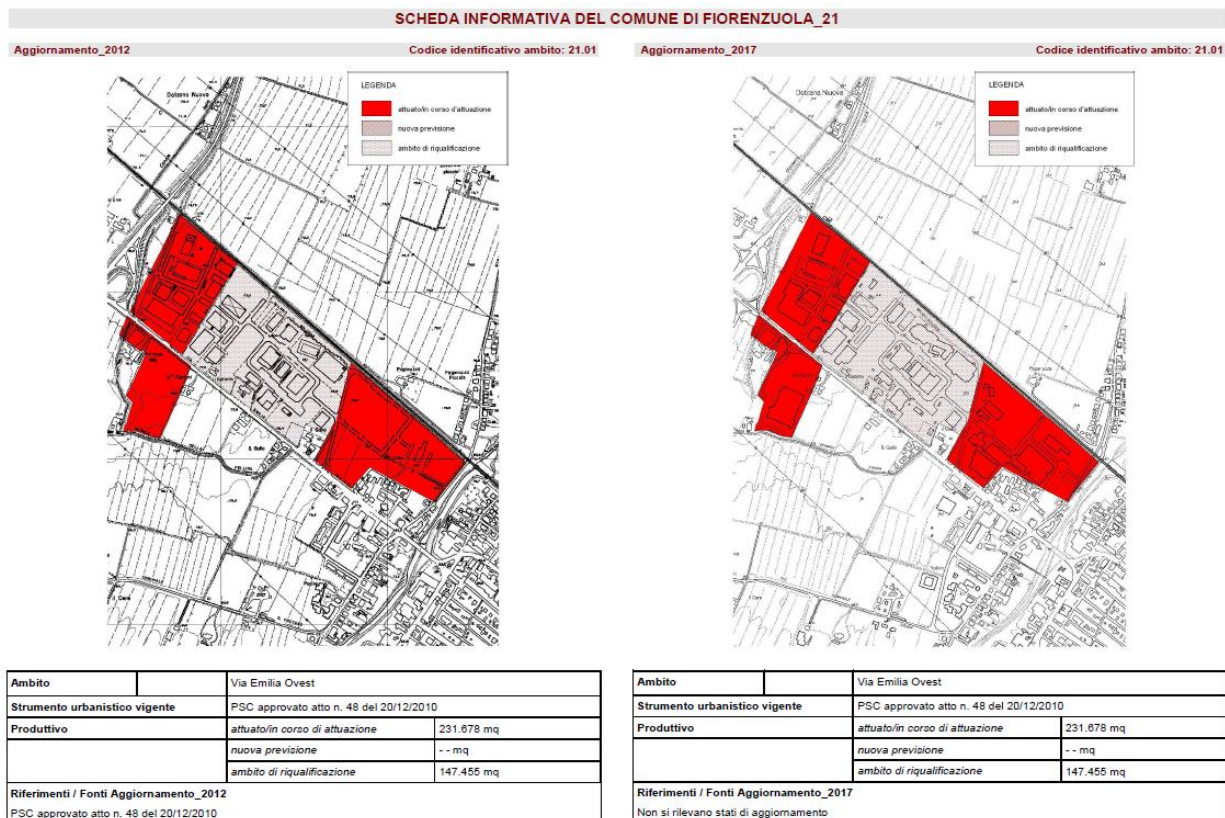 SCHEDA INFORMATIVA DEL COMUNE DI FIORENZUOLA_21
Aggiornamento_2012 Codice identificativo ambito: 21.01
LEGENDA
attuato/in corso d'attuazione
nuova previsione
ambito di riqualificazione
Dolzana Nuova
S. Gallo
Ambito Via Emilia Ovest
Strumento urbanistico vigente PSC approvato atto n. 48 del 20/12/2010
Produttivo attuato/in corso di attuazione 231.678 mq
nuova previsione - - mq
ambito di riqualificazione 147.455 mq
Riferimenti / Fonti Aggiornamento_2012
PSC approvato atto n. 48 del 20/12/2010
Aggiornamento_2017 Codice identificativo ambito: 21.01
LEGENDA
attuato/in corso d'attuazione
nuova previsione
ambito di riqualificazione
Dolzana Nuova
S. Gallo
Ambito Via Emilia Ovest
Strumento urbanistico vigente PSC approvato atto n. 48 del 20/12/2010
Produttivo attuato/in corso di attuazione 231.678 mq
nuova previsione - - mq
ambito di riqualificazione 147.455 mq
Riferimenti / Fonti Aggiornamento_2017
Non si rilevano stati di aggiornamento